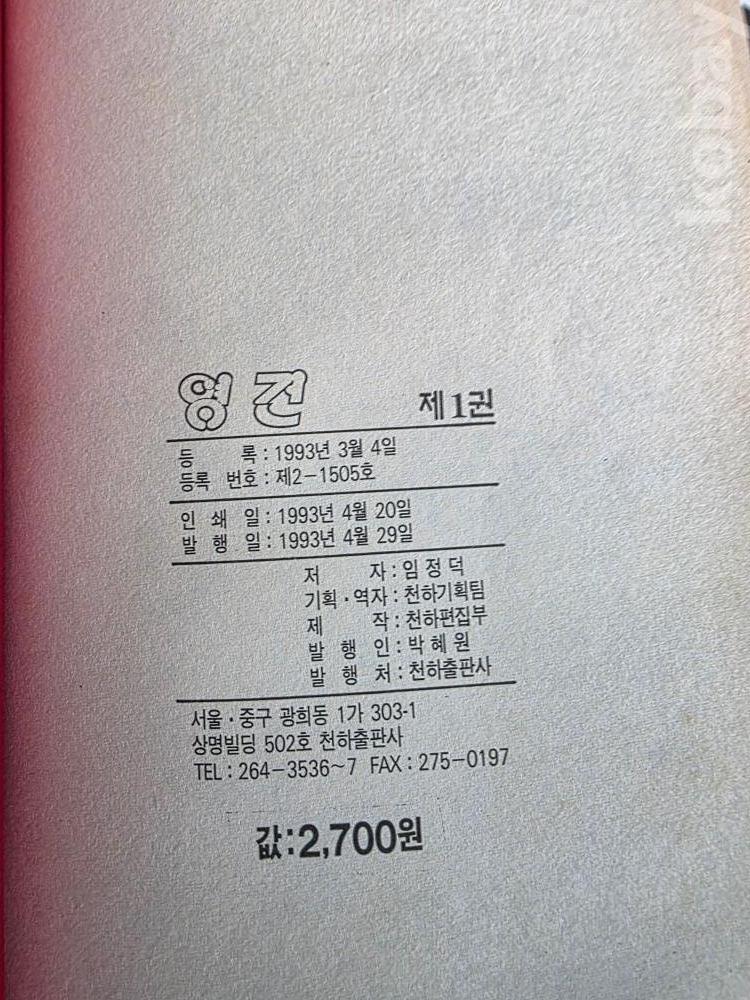 kobay
영건 제1권
등 록 : 1993년 3월 4일
등록 번호 : 제2-1505호
인 쇄 일 : 1993년 4월 20일
발 행 일 : 1993년 4월 29일
저 자 : 임 정 덕
기획·역자 : 천하기획팀
제 작 : 천하편집부
발 행 인 : 박 혜 원
발 행 처 : 천하출판사
서울·중구 광희동 1가 303-1
상명빌딩 502호 천하출판사
TEL : 264-3536~7 FAX : 275-0197
값:2,700원